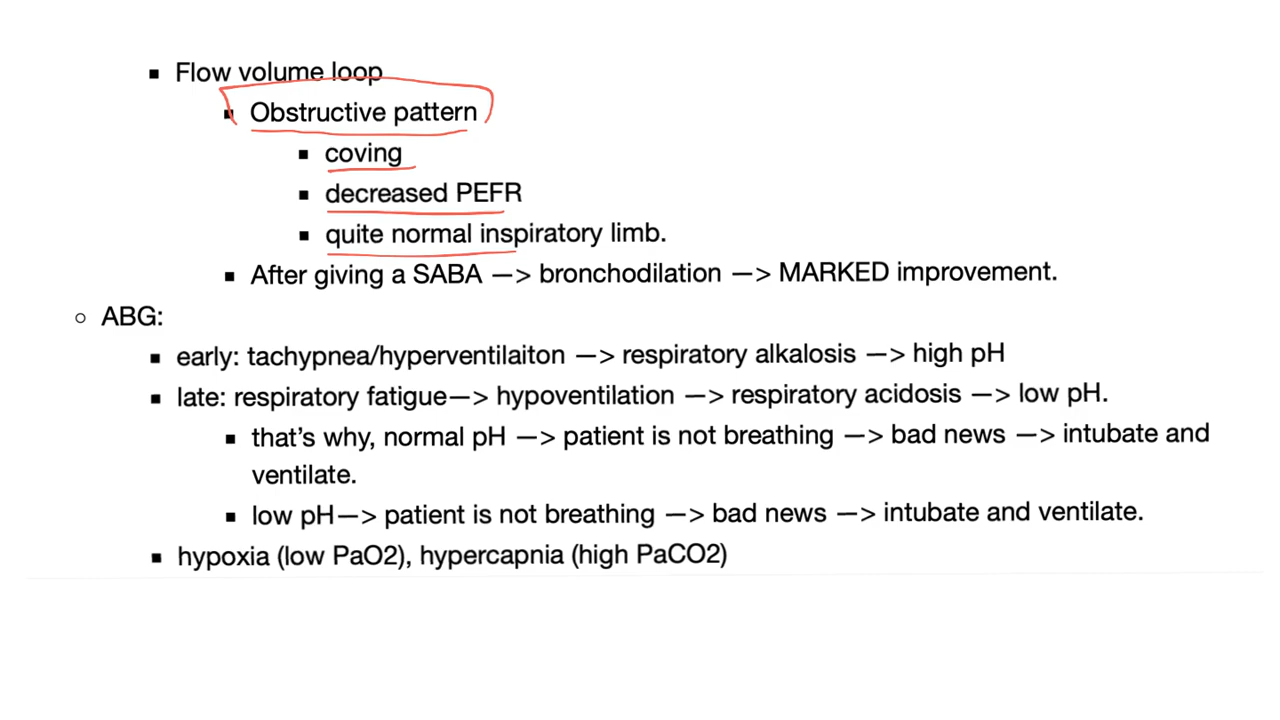 ▪ Flow volume loop
▪ Obstructive pattern
▪ coving
▪ decreased PEFR
▪ quite normal inspiratory limb.
▪ After giving a SABA —> bronchodilation —> MARKED improvement.
○ ABG:
▪ early: tachypnea/hyperventilaiton —> respiratory alkalosis —> high pH
▪ late: respiratory fatigue—> hypoventilation —> respiratory acidosis —> low pH.
▪ that’s why, normal pH —> patient is not breathing —> bad news —> intubate and
ventilate.
▪ low pH—> patient is not breathing —> bad news —> intubate and ventilate.
▪ hypoxia (low PaO2), hypercapnia (high PaCO2)